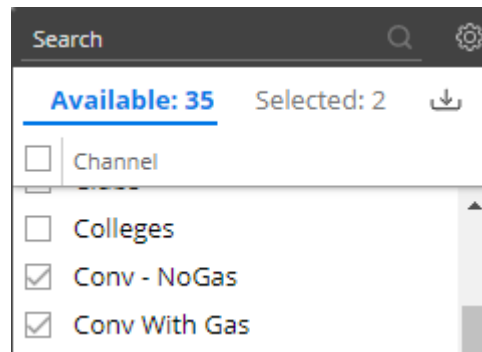 Search
Available: 35 Selected: 2
Channel
Colleges
Conv - NoGas
Conv With Gas